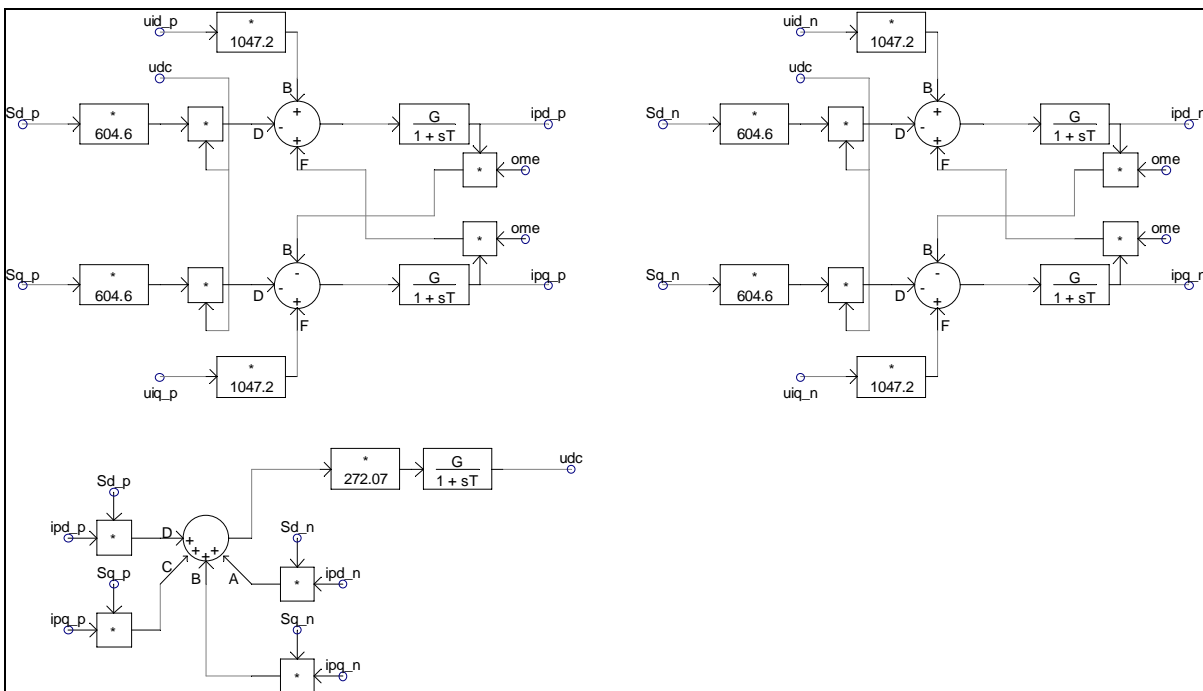 uid_p
*
1047.2
udc
B
+
Sd_p
*
604.6
*
D
-
+
F
G
1 + sT
ipd_p
*
ome
*
ome
B
-
Sq_p
*
604.6
*
D
-
+
F
G
1 + sT
ipq_p
uiq_p
*
1047.2
uid_n
*
1047.2
udc
B
+
Sd_n
*
604.6
*
D
-
+
F
G
1 + sT
ipd_n
*
ome
*
ome
B
-
Sq_n
*
604.6
*
D
-
+
F
G
1 + sT
ipq_n
uiq_n
*
1047.2
*
272.07
G
1 + sT
udc
Sd_p
ipd_p
*
D
+
+
+
+
C
B
A
Sq_p
ipq_p
*
Sd_n
*
ipd_n
Sq_n
*
ipq_n